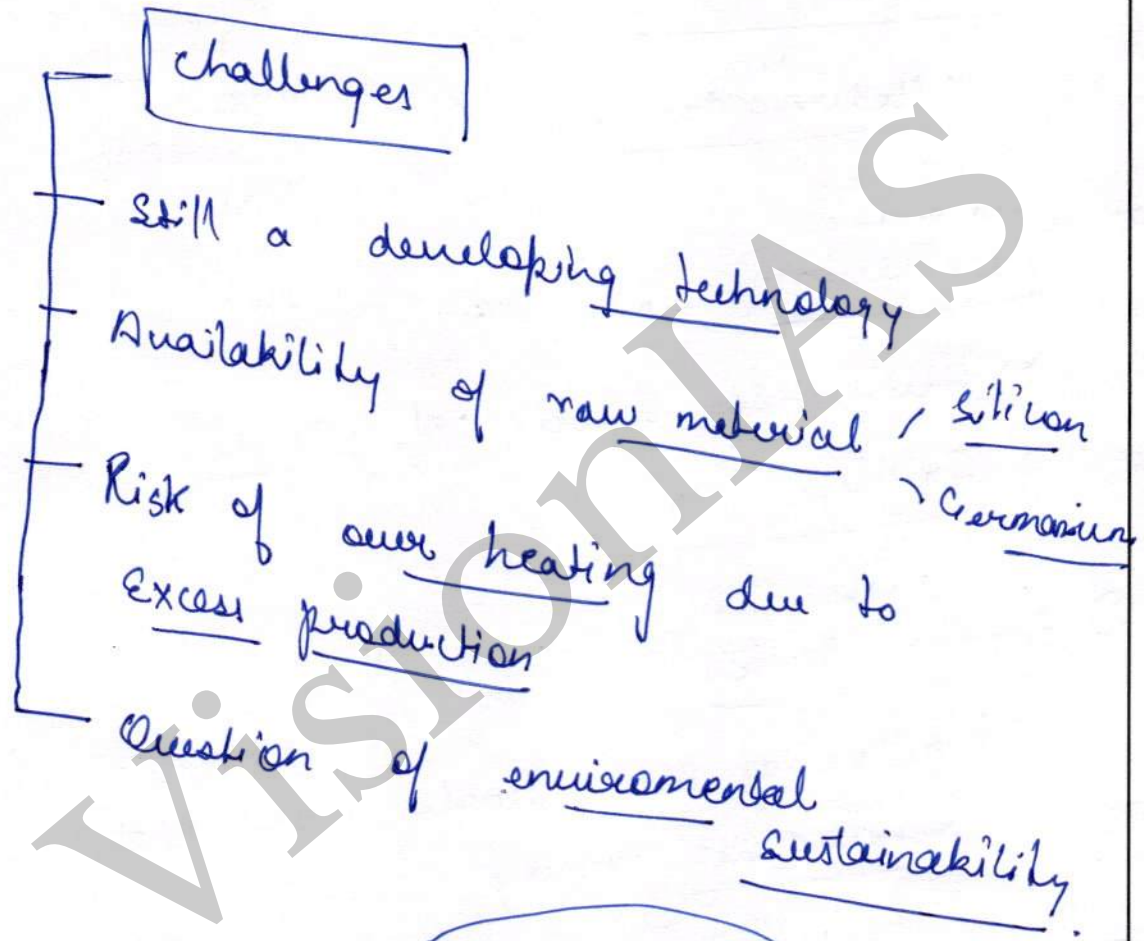 Challenges
Still a developing technology
Availability of raw material / Silicon
Germanium
Risk of over heating due to
Excess production
Question of enviromental
sustainability.
VisionIAS